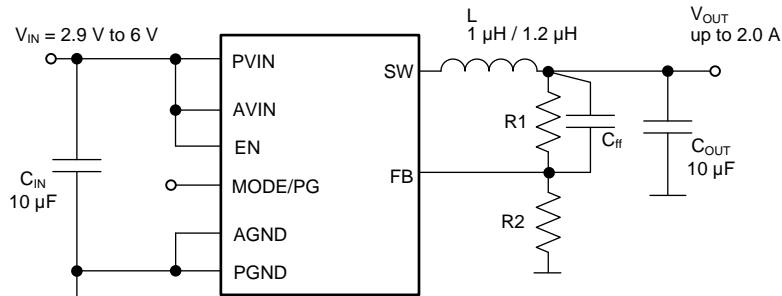 L
1 µH / 1.2 µH
V_OUT
up to 2.0 A
V_IN = 2.9 V to 6 V
PVIN
SW
AVIN
R1
EN
C_ff
C_OUT
10 µF
C_IN
10 µF
MODE/PG
FB
AGND
R2
PGND